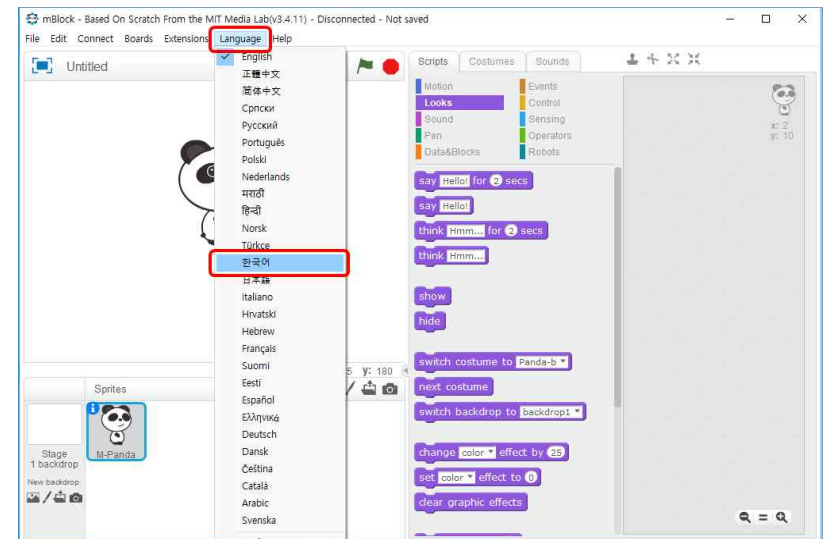 mBlock - Based On Scratch From the MIT Media Lab(v3.4.11) - Disconnected - Not saved
File Edit Connect Boards Extensions Language Help
Untitled
English
正體中文
简体中文
Српски
Русский
Português
Polski
Nederlands
मराठी
हिन्दी
Norsk
Türkçe
한국어
日本語
Italiano
Hrvatski
Hebrew
Français
Suomi
Eesti
Español
Ελληνικά
Deutsch
Dansk
Čeština
Català
Arabic
Svenska
5 y: 180
Sprites
Stage
1 backdrop
New backdrop:
M-Panda
Scripts Costumes Sounds
Motion Events
Looks Control
Sound Sensing
Pen Operators
Data&Blocks Robots
say Hello! for 2 secs
say Hello!
think Hmm... for 2 secs
think Hmm...
show
hide
switch costume to Panda-b
next costume
switch backdrop to backdrop1
change color effect by 25
set color effect to 0
clear graphic effects
x: 2
y: 10